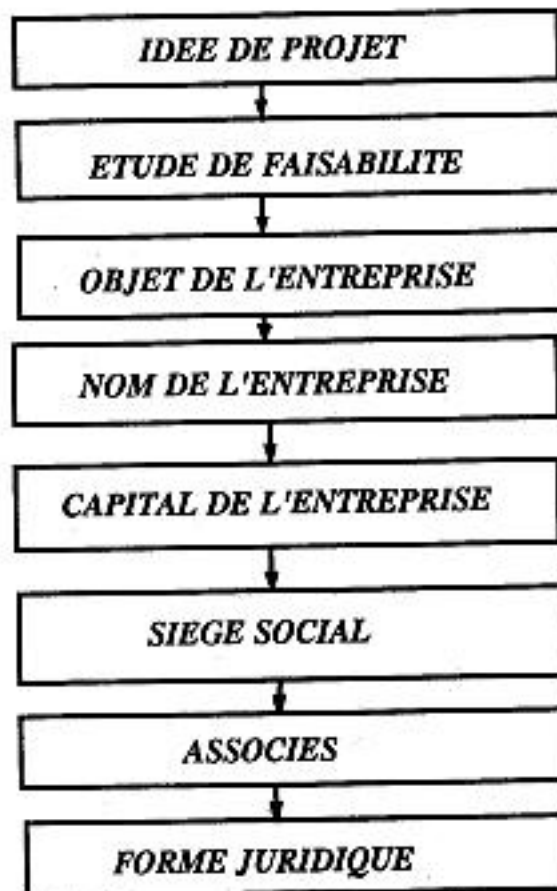 IDEE DE PROJET
ETUDE DE FAISABILITE
OBJET DE L'ENTREPRISE
NOM DE L'ENTREPRISE
CAPITAL DE L'ENTREPRISE
SIEGE SOCIAL
ASSOCIES
FORME JURIDIQUE